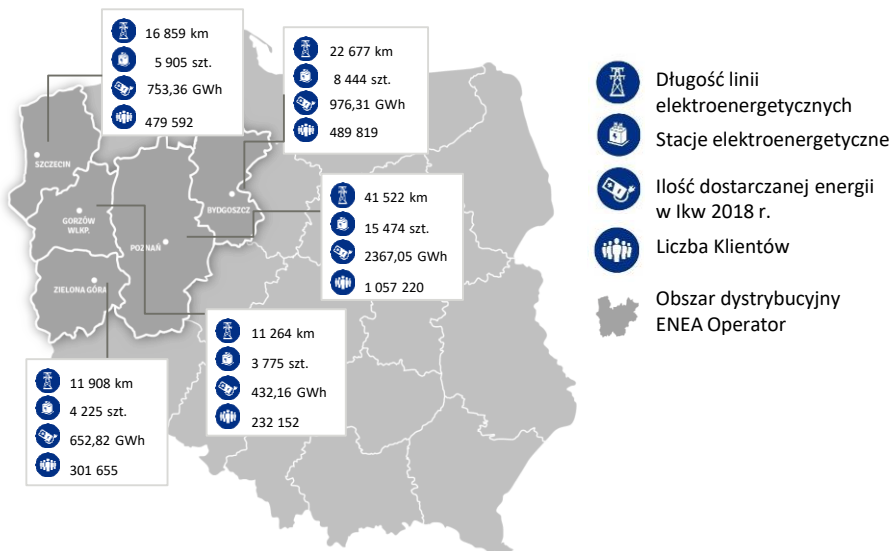 16 859 km
5 905 szt.
753,36 GWh
479 592
22 677 km
8 444 szt.
976,31 GWh
489 819
41 522 km
15 474 szt.
2367,05 GWh
1 057 220
11 264 km
3 775 szt.
432,16 GWh
232 152
11 908 km
4 225 szt.
652,82 GWh
301 655
SZCZECIN
GORZÓW
WLKP.
BYDGOSZCZ
POZNAŃ
ZIELONA GÓRA
Długość linii
elektroenergetycznych
Stacje elektroenergetyczne
Ilość dostarczanej energii
w Ikw 2018 r.
Liczba Klientów
Obszar dystrybucyjny
ENEA Operator